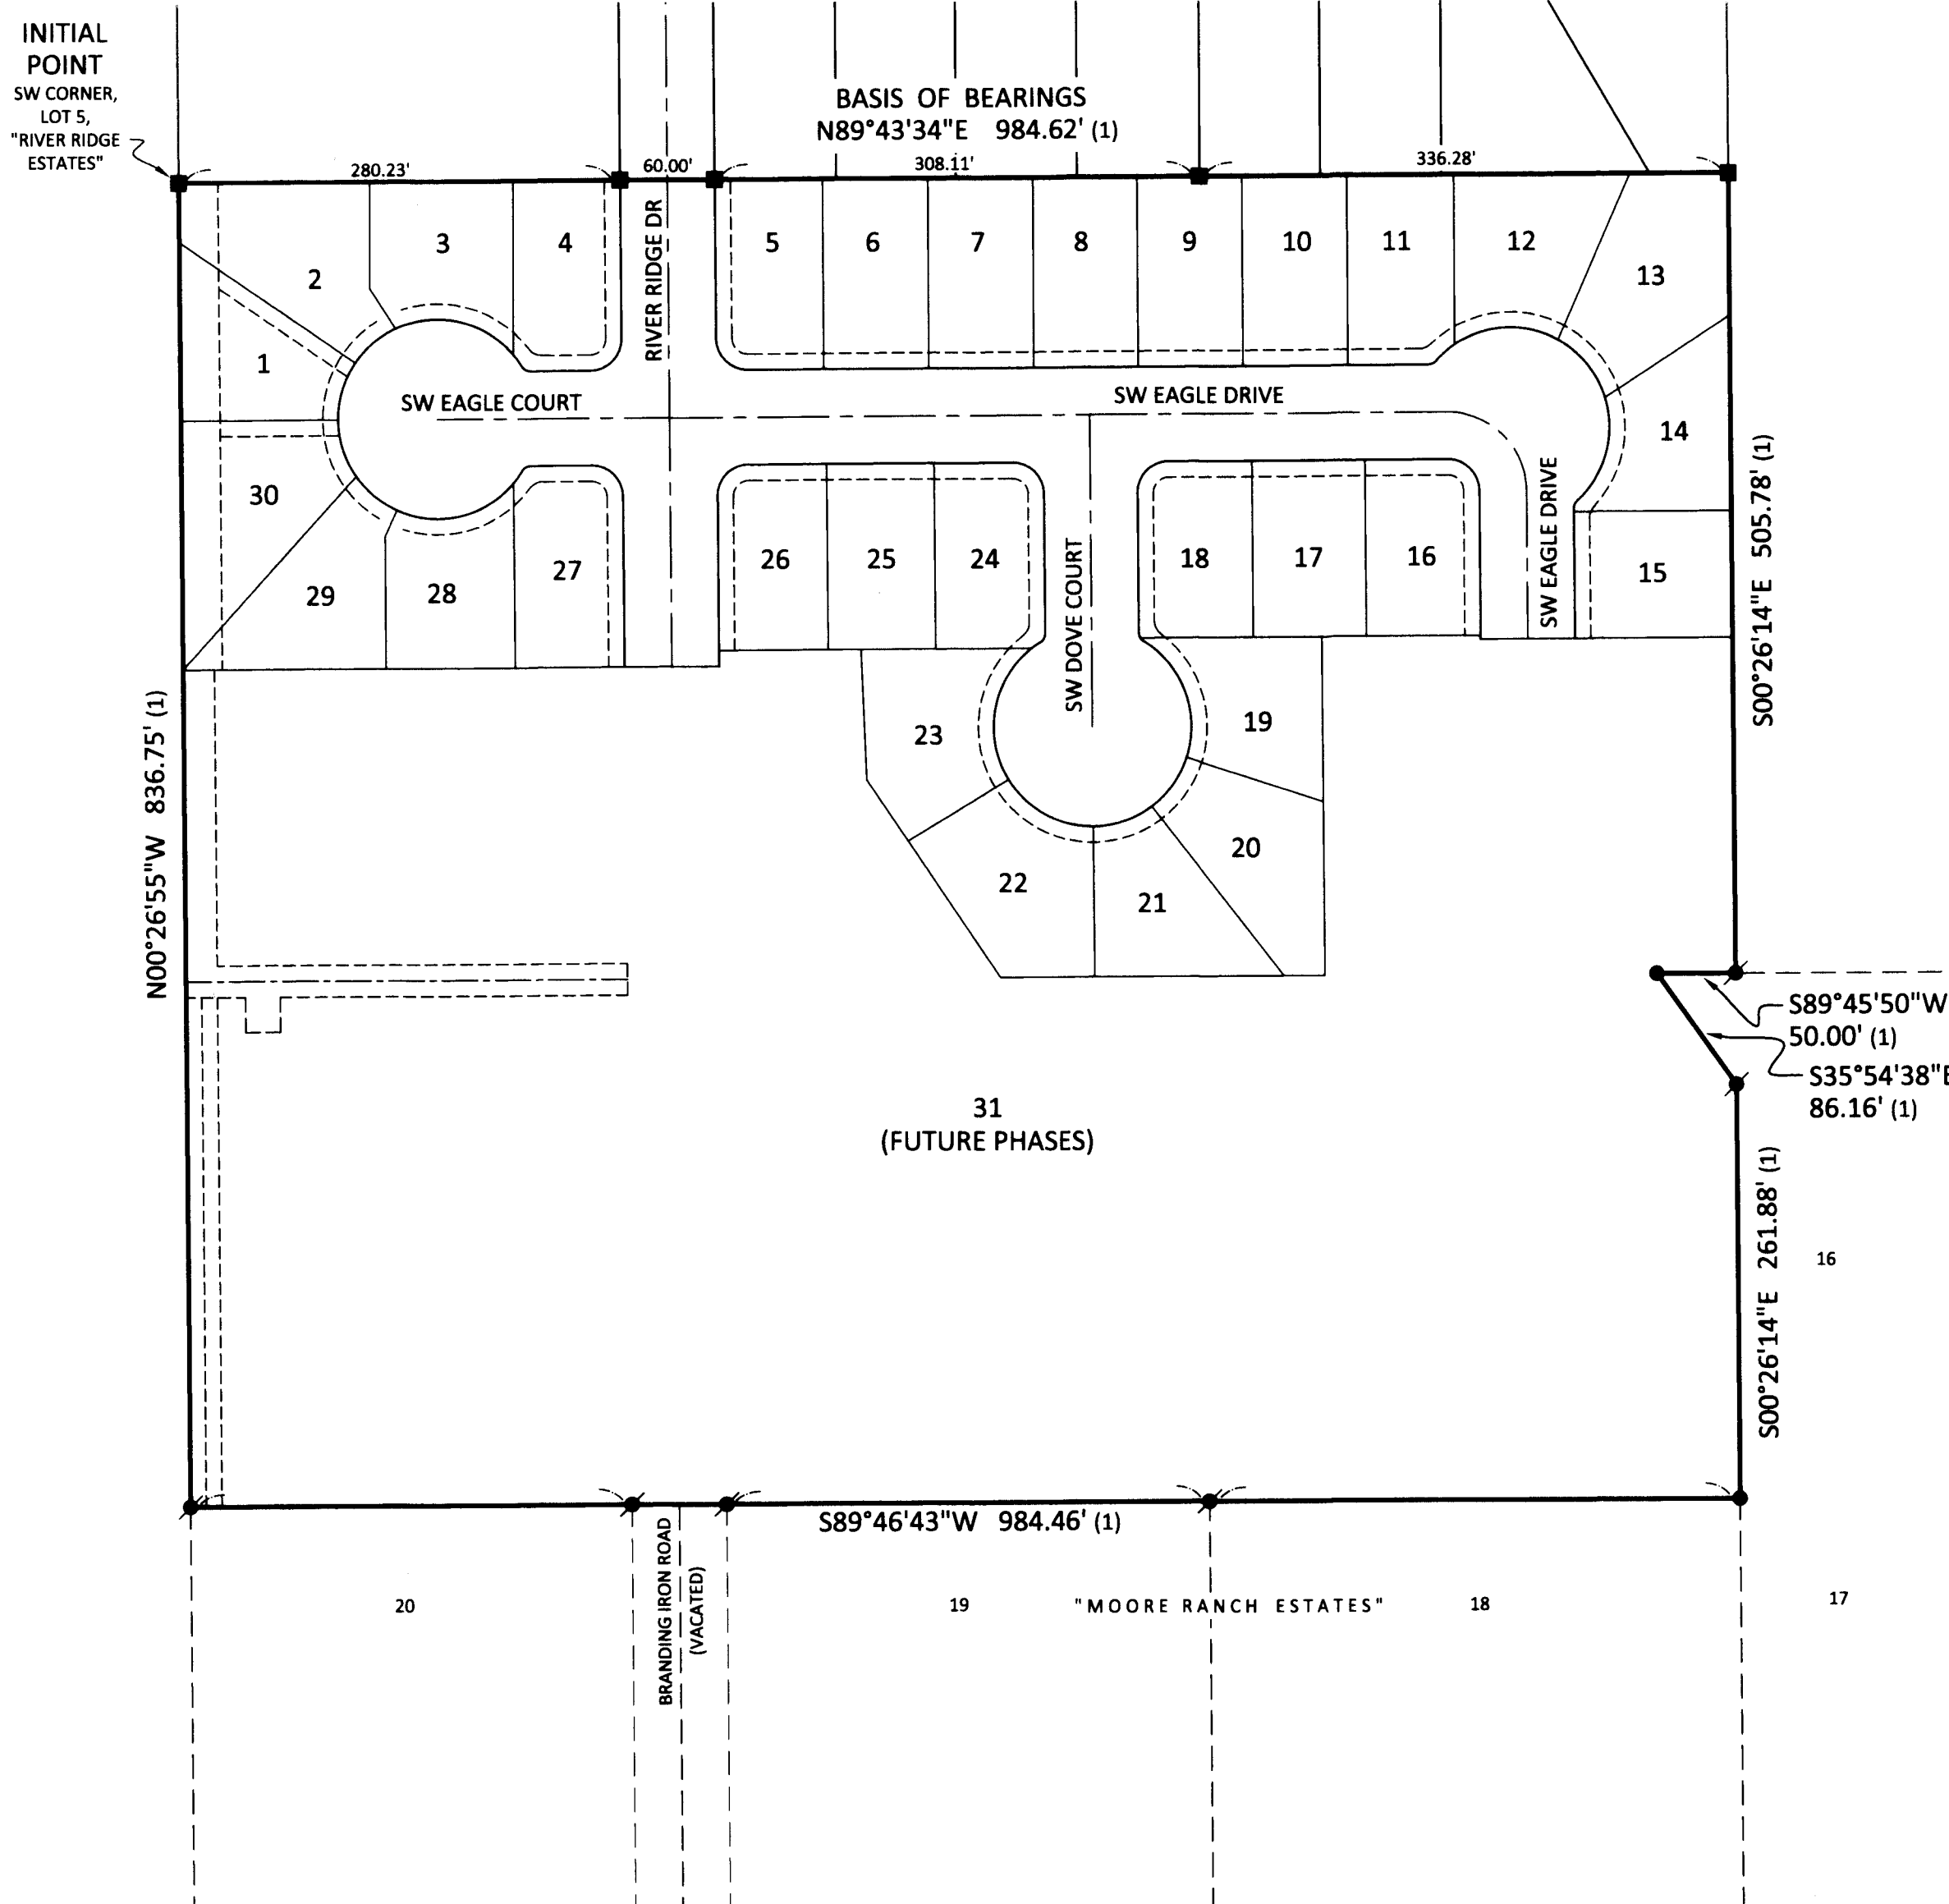 INITIAL
POINT
SW CORNER,
LOT 5,
"RIVER RIDGE
ESTATES"
BASIS OF BEARINGS
N89°43'34"E 984.62' (1)
280.23'
60.00'
308.11'
336.28'
RIVER RIDGE DR
2
3
4
5
6
7
8
9
10
11
12
13
1
SW EAGLE COURT
SW EAGLE DRIVE
14
30
29
28
27
26
25
24
SW DOVE COURT
18
17
16
SW EAGLE DRIVE
15
S00°26'14"E 505.78' (1)
N00°26'55"W 836.75' (1)
23
19
22
21
20
S89°45'50"W
50.00' (1)
S35°54'38"E
86.16' (1)
31
(FUTURE PHASES)
S00°26'14"E 261.88' (1)
16
S89°46'43"W 984.46' (1)
BRANDING IRON ROAD
(VACATED)
20
19
"MOORE RANCH ESTATES"
18
17